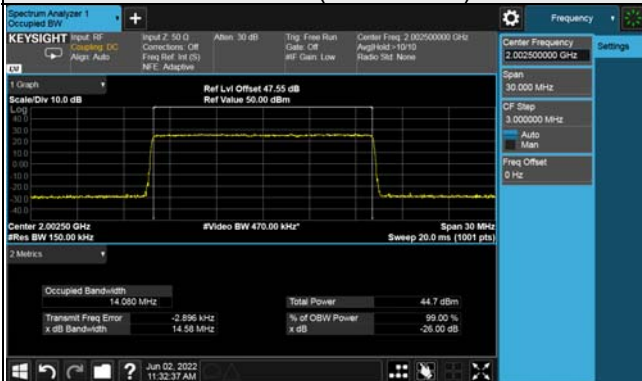 Spectrum Analyzer 1
Occupied BW
Frequency
KEYSIGHT
Input: RF
Coupling: DC
Align: Auto
Input Z: 50 Ω
Corrections: Off
Freq Ref: Int (S)
NFE: Adaptive
Atten: 30 dB
Trig: Free Run
Gate: Off
#IF Gain: Low
Center Freq: 2.002500000 GHz
Avg|Hold:>10/10
Radio Std: None
Center Frequency
2.002500000 GHz
Settings
Span
30.000 MHz
CF Step
3.000000 MHz
Auto
Man
Freq Offset
0 Hz
1 Graph
Scale/Div 10.0 dB
Ref Lvl Offset 47.55 dB
Ref Value 50.00 dBm
Log
40.0
30.0
20.0
10.0
0.00
-10.0
-20.0
-30.0
-40.0
Center 2.00250 GHz
#Res BW 150.00 kHz
#Video BW 470.00 kHz*
Span 30 MHz
Sweep 20.0 ms (1001 pts)
2 Metrics
Occupied Bandwidth
14.080 MHz
Total Power 44.7 dBm
Transmit Freq Error -2.896 kHz
% of OBW Power 99.00 %
x dB Bandwidth 14.58 MHz
x dB -26.00 dB
Jun 02, 2022
11:32:37 AM